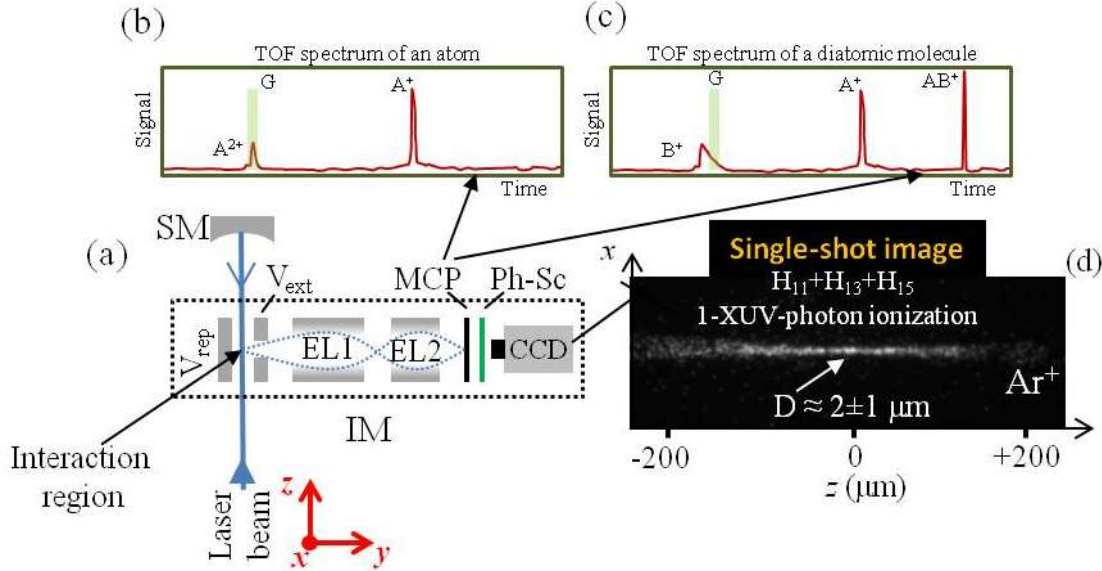 (b)
TOF spectrum of an atom
Signal
G
A²⁺
A⁺
Time
(c)
TOF spectrum of a diatomic molecule
Signal
G
B⁺
A⁺
AB⁺
Time
(a)
SM
V_ext
V_rep
EL1
EL2
MCP
Ph-Sc
CCD
IM
Interaction
region
Laser
beam
z
x
y
(d)
x
Single-shot image
H₁₁+H₁₃+H₁₅
1-XUV-photon ionization
Ar⁺
D ≈ 2±1 μm
-200
0
+200
z (μm)